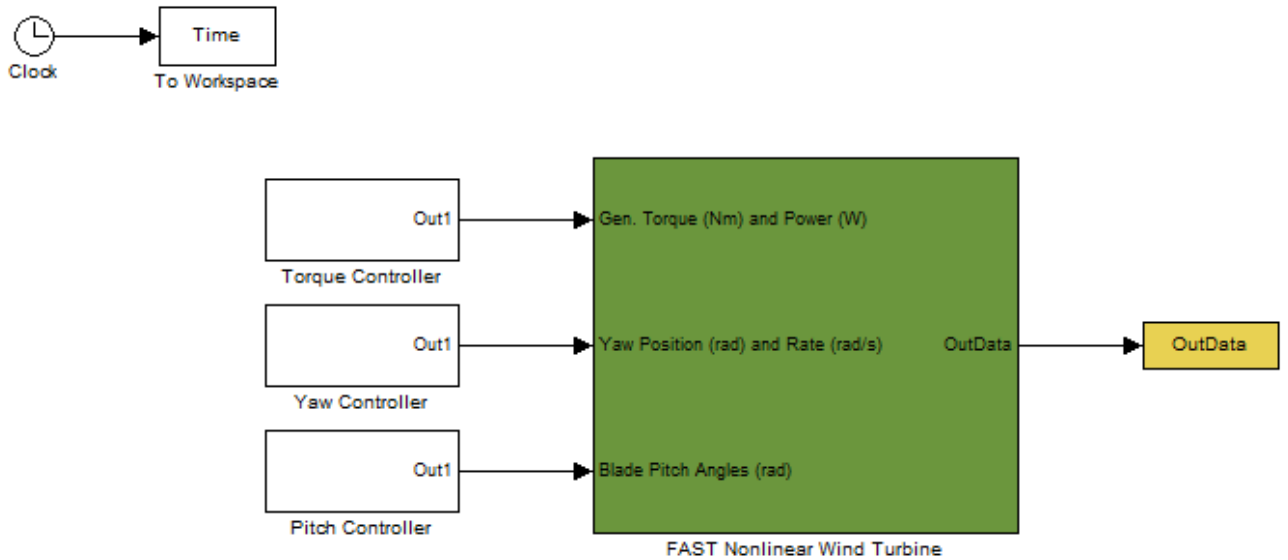 Time
Clock
To Workspace
Out1
Gen. Torque (Nm) and Power (W)
Torque Controller
Out1
Yaw Position (rad) and Rate (rad/s)
OutData
OutData
Yaw Controller
Out1
Blade Pitch Angles (rad)
Pitch Controller
FAST Nonlinear Wind Turbine